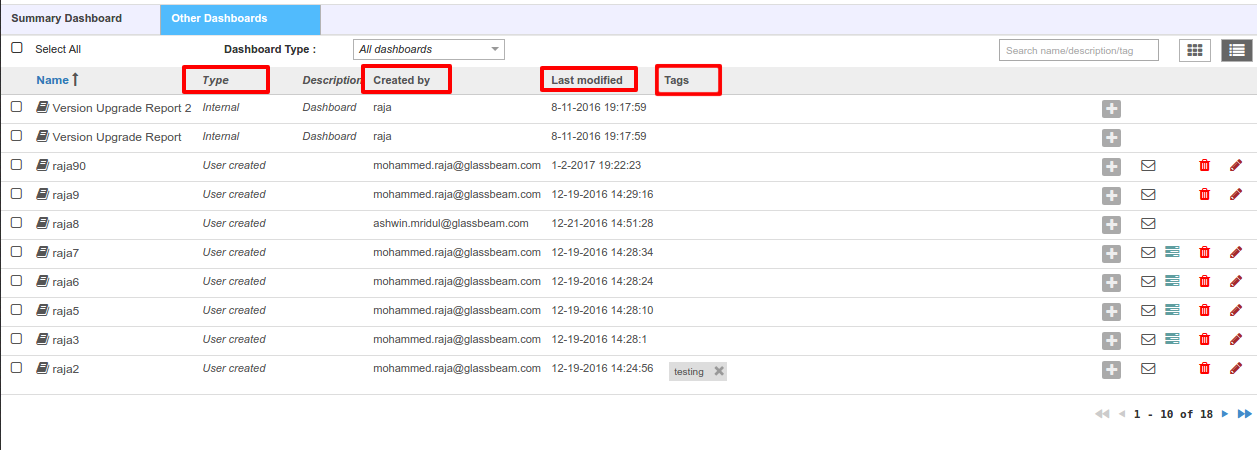 Summary Dashboard Other Dashboards
Select All Dashboard Type : All dashboards Search name/description/tag
Name Type Description Created by Last modified Tags
Version Upgrade Report 2 Internal Dashboard raja 8-11-2016 19:17:59
Version Upgrade Report Internal Dashboard raja 8-11-2016 19:17:59
raja90 User created mohammed.raja@glassbeam.com 1-2-2017 19:22:23
raja9 User created mohammed.raja@glassbeam.com 12-19-2016 14:29:16
raja8 User created ashwin.mridul@glassbeam.com 12-21-2016 14:51:28
raja7 User created mohammed.raja@glassbeam.com 12-19-2016 14:28:34
raja6 User created mohammed.raja@glassbeam.com 12-19-2016 14:28:24
raja5 User created mohammed.raja@glassbeam.com 12-19-2016 14:28:10
raja3 User created mohammed.raja@glassbeam.com 12-19-2016 14:28:1
raja2 User created mohammed.raja@glassbeam.com 12-19-2016 14:24:56 testing
1 - 10 of 18